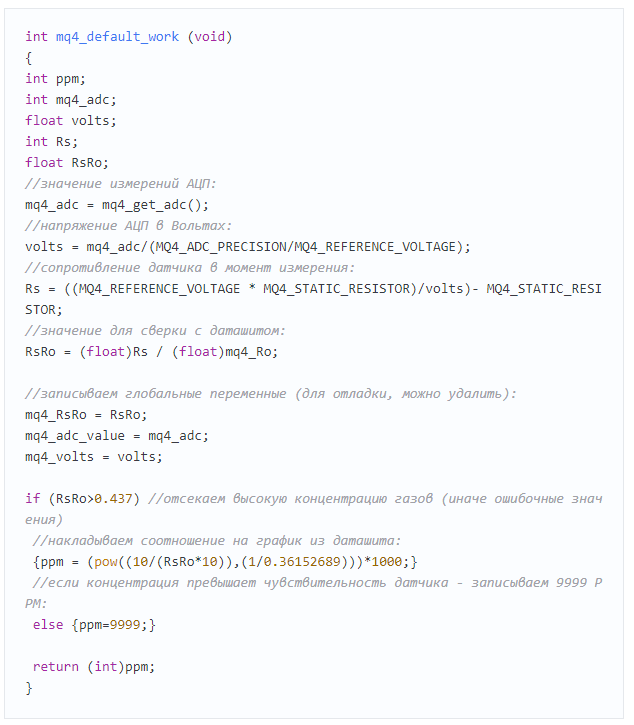 int mq4_default_work (void)
{
int ppm;
int mq4_adc;
float volts;
int Rs;
float RsRo;
//значение измерений АЦП:
mq4_adc = mq4_get_adc();
//напряжение АЦП в Вольтах:
volts = mq4_adc/(MQ4_ADC_PRECISION/MQ4_REFERENCE_VOLTAGE);
//сопротивление датчика в момент измерения:
Rs = ((MQ4_REFERENCE_VOLTAGE * MQ4_STATIC_RESISTOR)/volts)- MQ4_STATIC_RESI
STOR;
//значение для сверки с даташитом:
RsRo = (float)Rs / (float)mq4_Ro;

//записываем глобальные переменные (для отладки, можно удалить):
mq4_RsRo = RsRo;
mq4_adc_value = mq4_adc;
mq4_volts = volts;

if (RsRo>0.437) //отсекаем высокую концентрацию газов (иначе ошибочные знач
ения)
 //накладываем соотношение на график из даташита:
 {ppm = (pow((10/(RsRo*10)),(1/0.36152689)))*1000;}
 //если концентрация превышает чувствительность датчика - записываем 9999 P
PM:
 else {ppm=9999;}

 return (int)ppm;
}